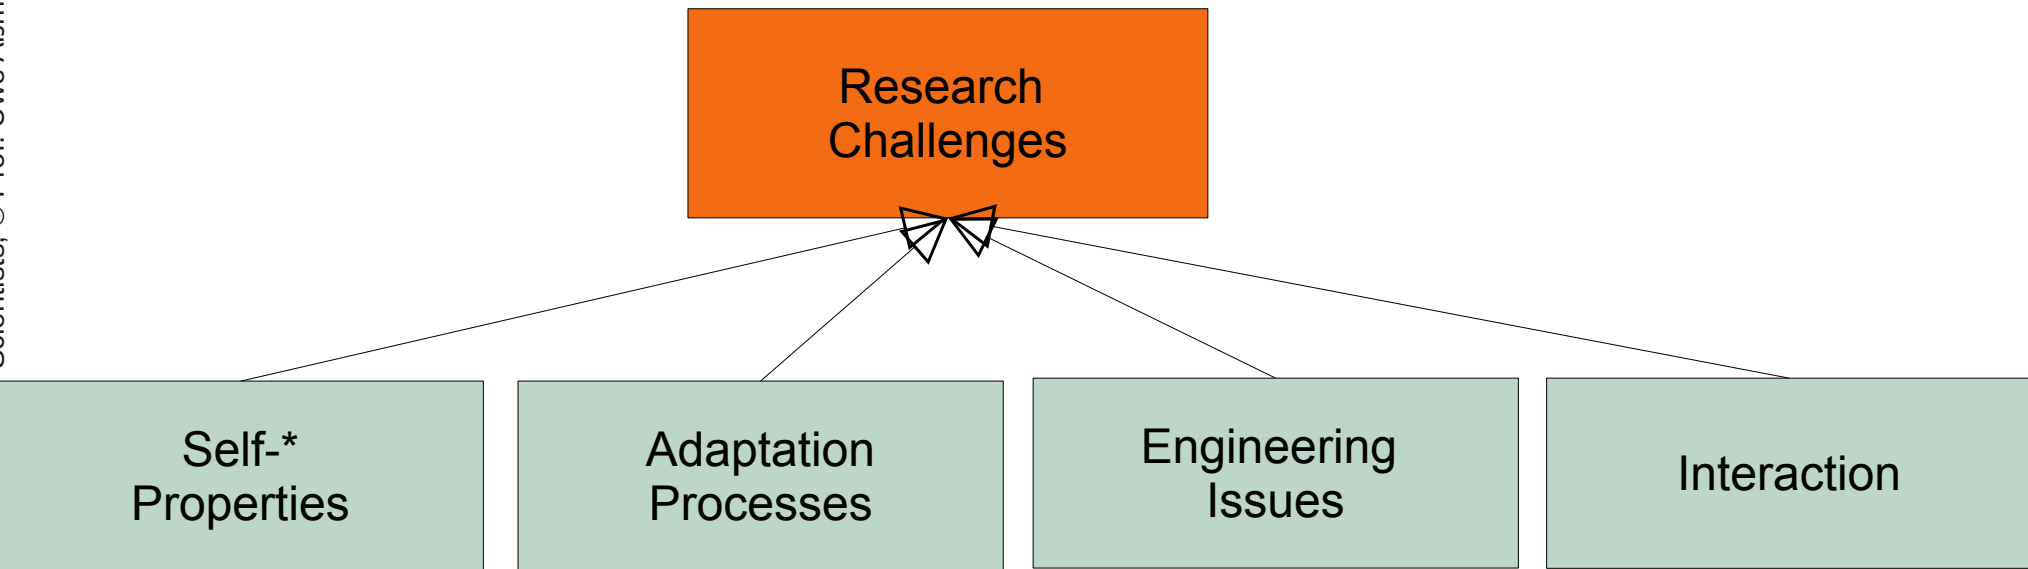 Research
Challenges
Self-*
Properties
Adaptation
Processes
Engineering
Issues
Interaction